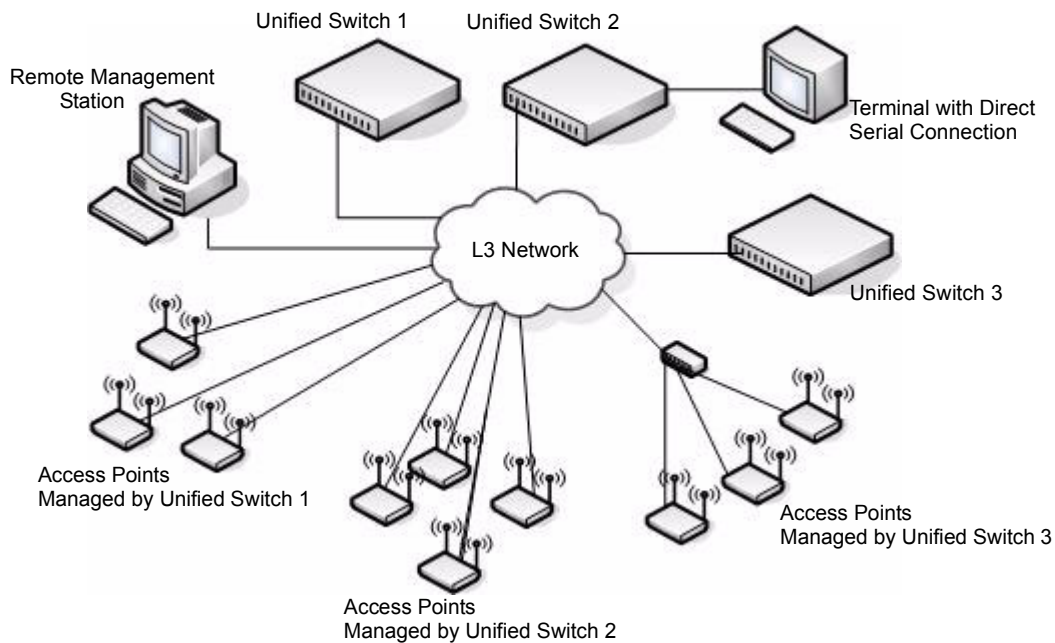 Unified Switch 1
Unified Switch 2
Remote Management
Station
Terminal with Direct
Serial Connection
L3 Network
Unified Switch 3
Access Points
Managed by Unified Switch 1
Access Points
Managed by Unified Switch 3
Access Points
Managed by Unified Switch 2